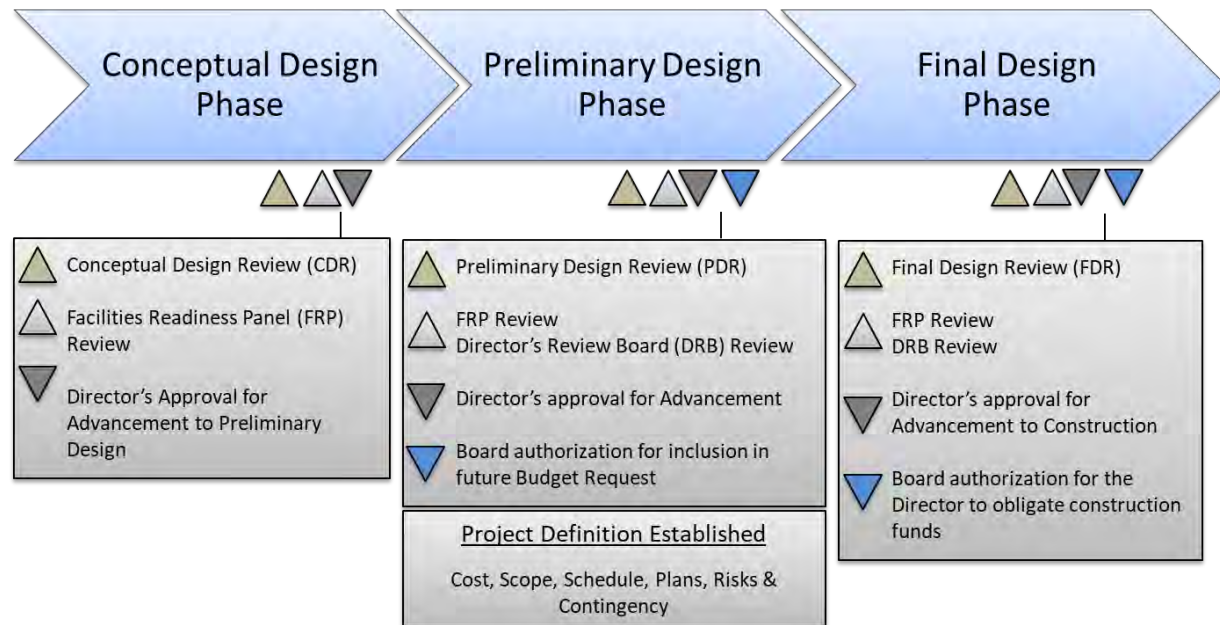 Conceptual Design
Phase
Preliminary Design
Phase
Final Design
Phase
Conceptual Design Review (CDR)
Facilities Readiness Panel (FRP)
Review
Director's Approval for
Advancement to Preliminary
Design
Preliminary Design Review (PDR)
FRP Review
Director's Review Board (DRB) Review
Director's approval for Advancement
Board authorization for inclusion in
future Budget Request
Project Definition Established
Cost, Scope, Schedule, Plans, Risks &
Contingency
Final Design Review (FDR)
FRP Review
DRB Review
Director's approval for
Advancement to Construction
Board authorization for the
Director to obligate construction
funds